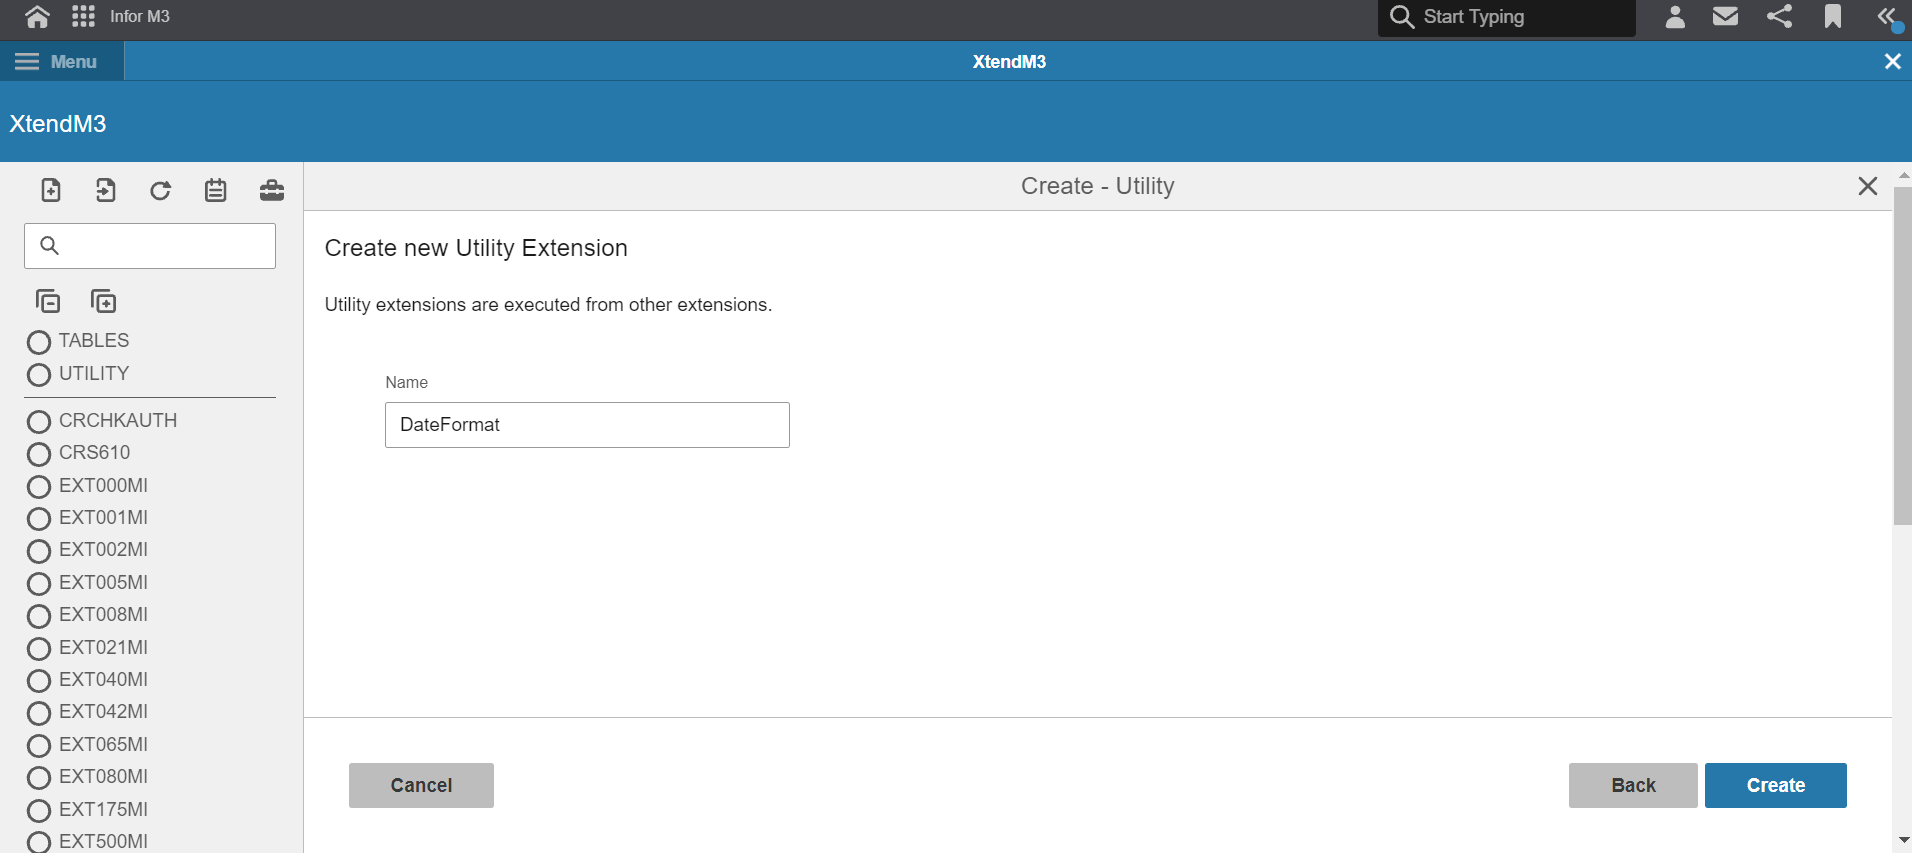 Infor M3
Start Typing
Menu
XtendM3
XtendM3
Create - Utility
Create new Utility Extension
Utility extensions are executed from other extensions.
Name
DateFormat
TABLES
UTILITY
CRCHKAUTH
CRS610
EXT000MI
EXT001MI
EXT002MI
EXT005MI
EXT008MI
EXT021MI
EXT040MI
EXT042MI
EXT065MI
EXT080MI
EXT175MI
EXT500MI
Cancel
Back
Create